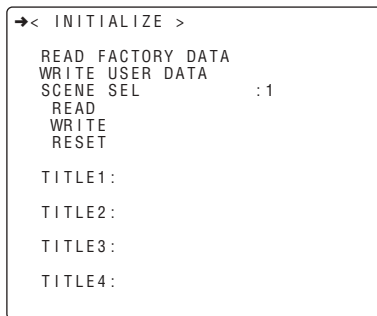 ➔< INITIALIZE >
READ FACTORY DATA
WRITE USER DATA
SCENE SEL :1
READ
WRITE
RESET
TITLE1:
TITLE2:
TITLE3:
TITLE4: